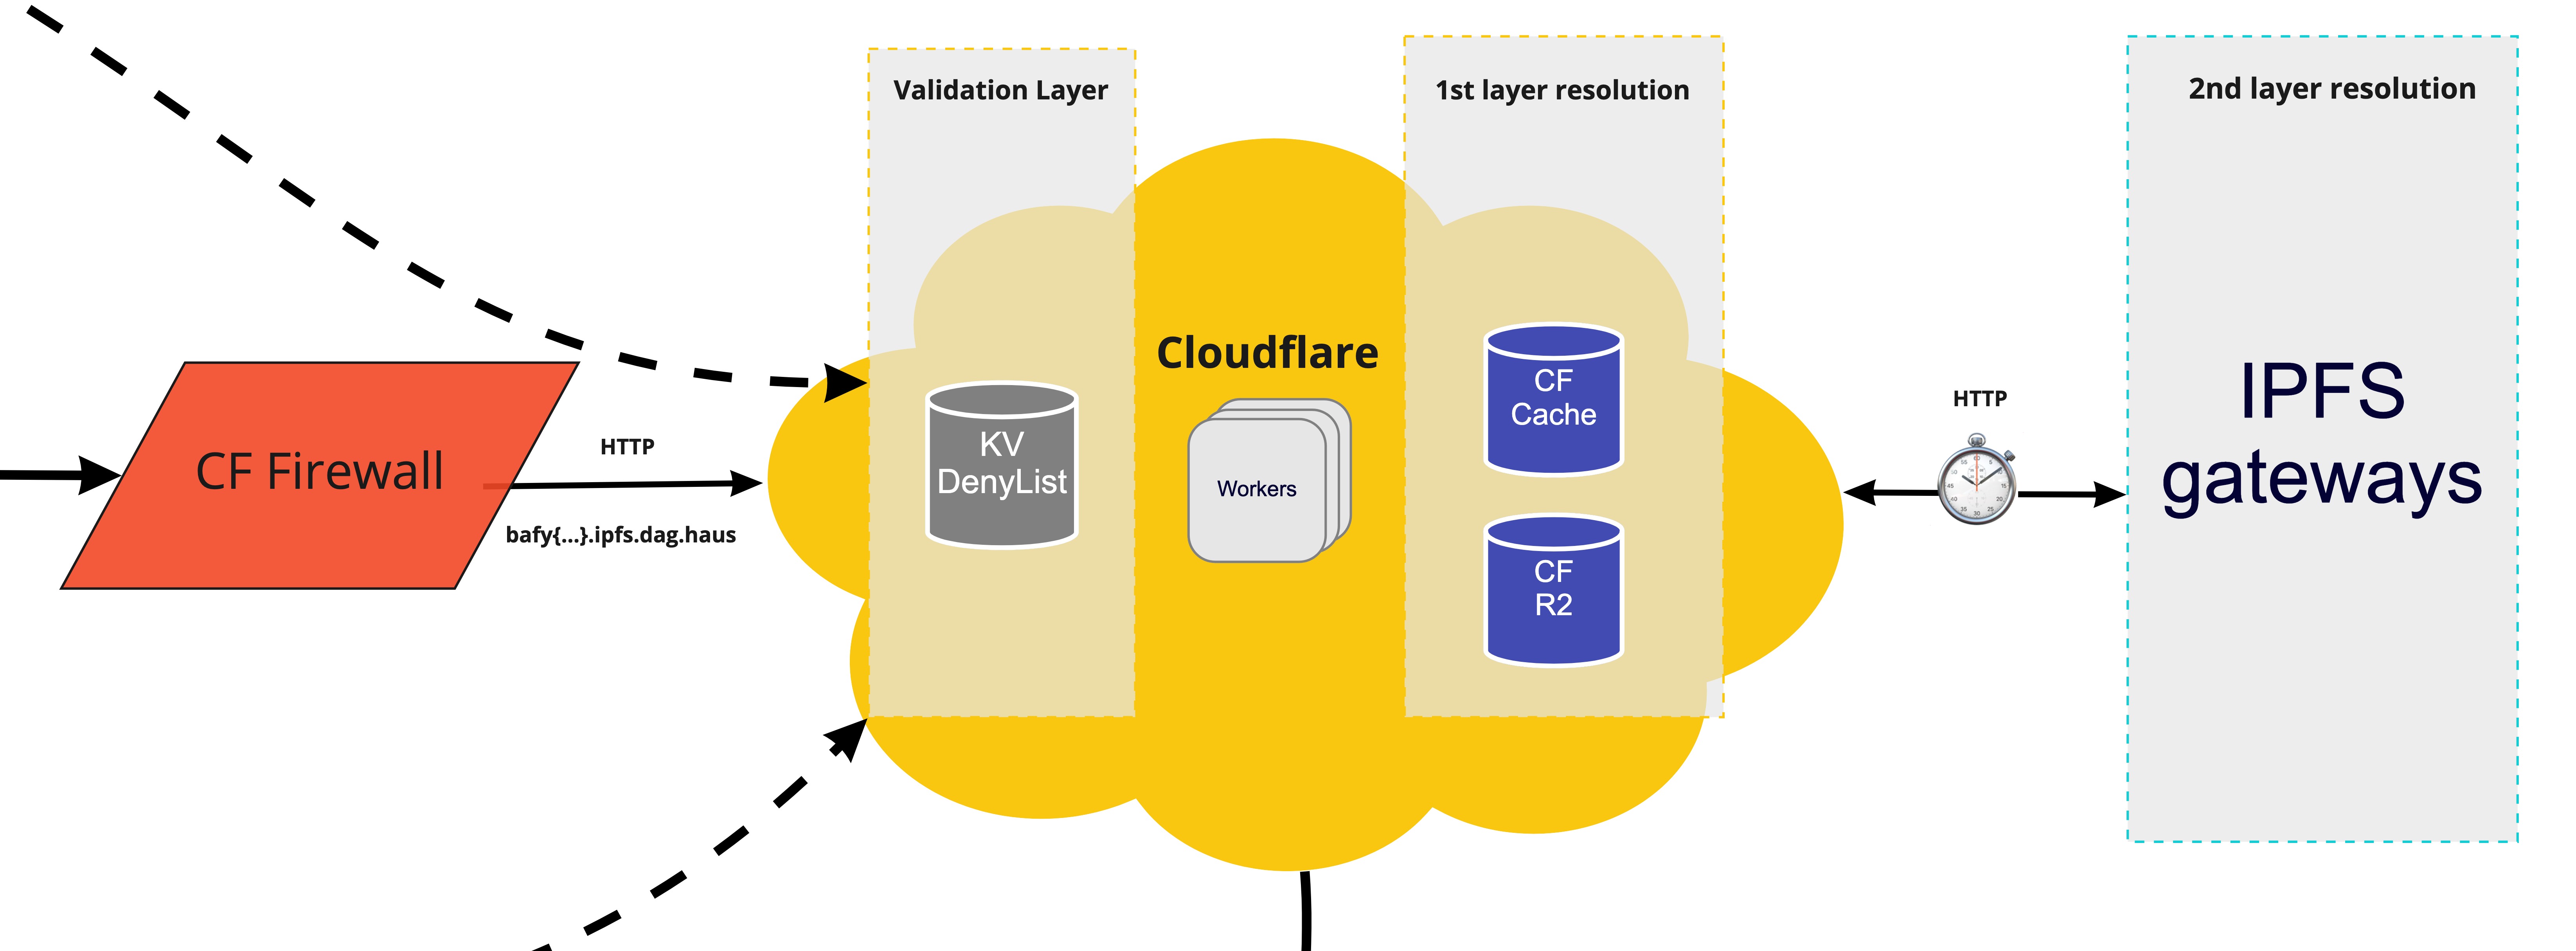 Validation Layer
1st layer resolution
2nd layer resolution
CF Firewall
HTTP
bafy{...}.ipfs.dag.haus
KV
DenyList
Cloudflare
Workers
CF
Cache
CF
R2
HTTP
IPFS
gateways